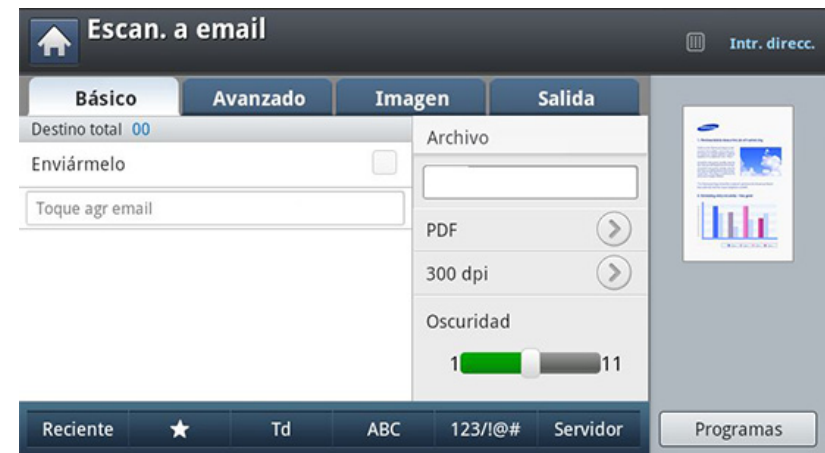 Escan. a email
Intr. direcc.
Básico
Avanzado
Imagen
Salida
Destino total 00
Enviármelo
Toque agr email
Archivo
PDF
300 dpi
Oscuridad
1
11
Reciente
Td
ABC
123/!@#
Servidor
Programas